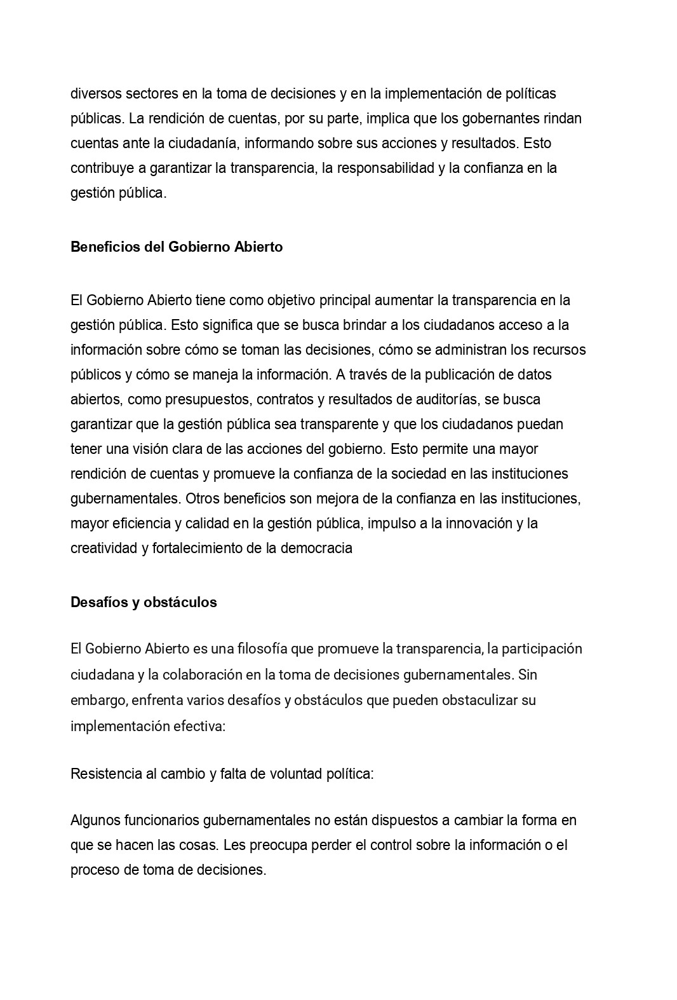 diversos sectores en la toma de decisiones y en la implementación de políticas
públicas. La rendición de cuentas, por su parte, implica que los gobernantes rindan
cuentas ante la ciudadanía, informando sobre sus acciones y resultados. Esto
contribuye a garantizar la transparencia, la responsabilidad y la confianza en la
gestión pública.
Beneficios del Gobierno Abierto
El Gobierno Abierto tiene como objetivo principal aumentar la transparencia en la
gestión pública. Esto significa que se busca brindar a los ciudadanos acceso a la
información sobre cómo se toman las decisiones, cómo se administran los recursos
públicos y cómo se maneja la información. A través de la publicación de datos
abiertos, como presupuestos, contratos y resultados de auditorías, se busca
garantizar que la gestión pública sea transparente y que los ciudadanos puedan
tener una visión clara de las acciones del gobierno. Esto permite una mayor
rendición de cuentas y promueve la confianza de la sociedad en las instituciones
gubernamentales. Otros beneficios son mejora de la confianza en las instituciones,
mayor eficiencia y calidad en la gestión pública, impulso a la innovación y la
creatividad y fortalecimiento de la democracia
Desafíos y obstáculos
El Gobierno Abierto es una filosofía que promueve la transparencia, la participación
ciudadana y la colaboración en la toma de decisiones gubernamentales. Sin
embargo, enfrenta varios desafíos y obstáculos que pueden obstaculizar su
implementación efectiva:
Resistencia al cambio y falta de voluntad política:
Algunos funcionarios gubernamentales no están dispuestos a cambiar la forma en
que se hacen las cosas. Les preocupa perder el control sobre la información o el
proceso de toma de decisiones.